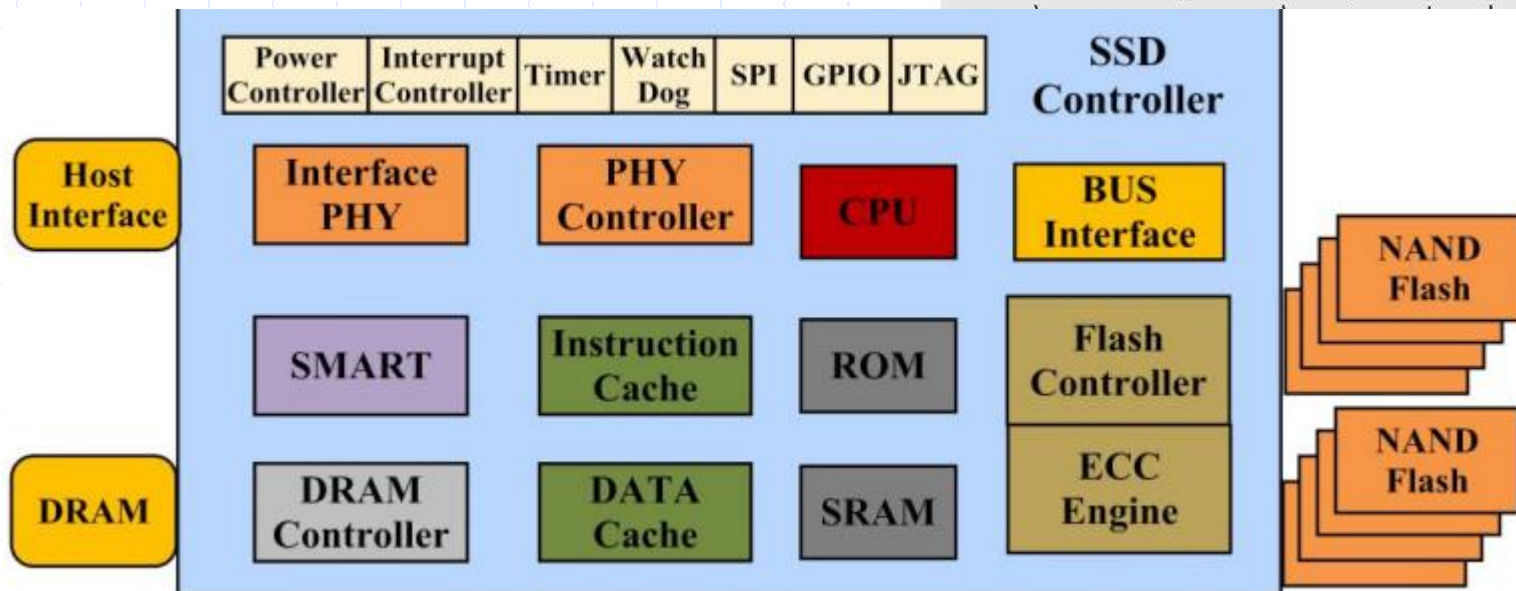 Power
Controller
Interrupt
Controller
Timer
Watch
Dog
SPI
GPIO
JTAG
SSD
Controller
Host
Interface
Interface
PHY
PHY
Controller
CPU
BUS
Interface
NAND
Flash
SMART
Instruction
Cache
ROM
Flash
Controller
DRAM
DRAM
Controller
DATA
Cache
SRAM
ECC
Engine
NAND
Flash